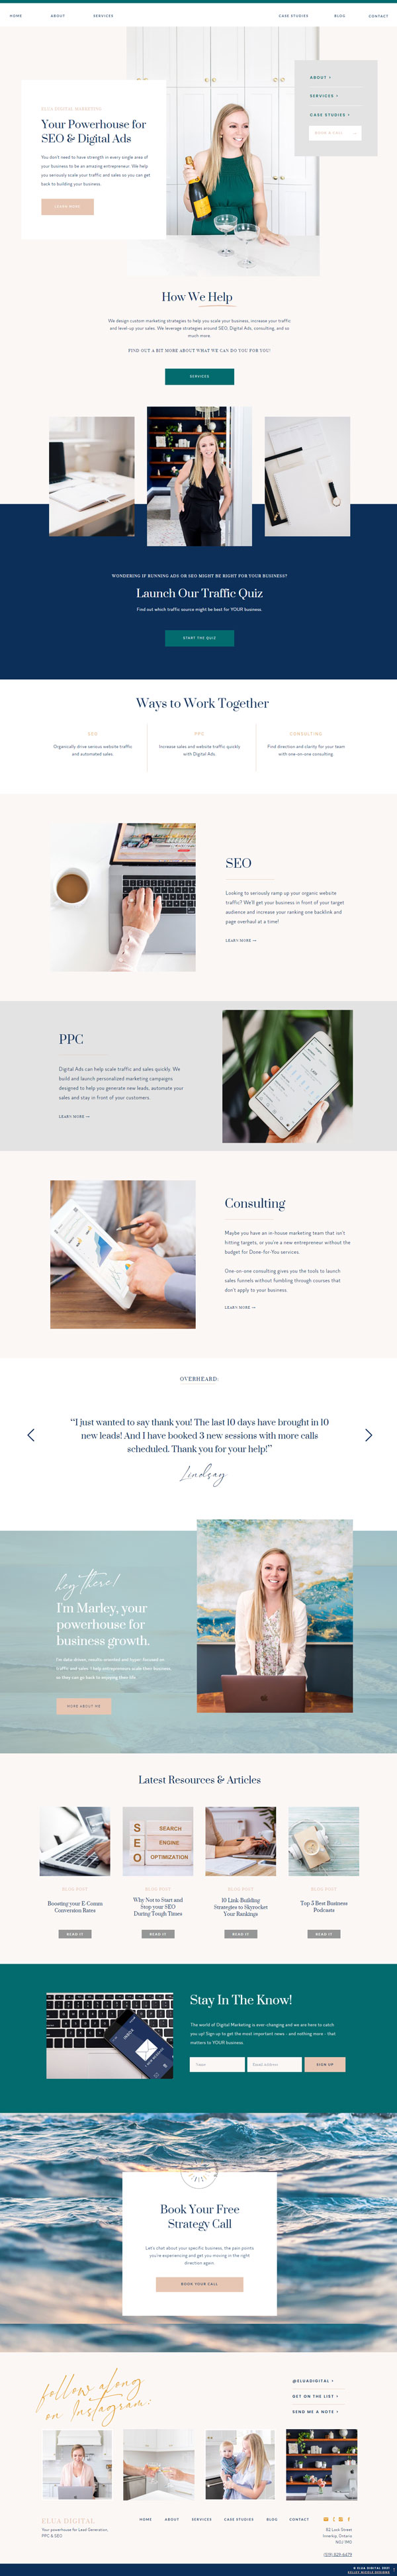 HOME ABOUT SERVICES CASE STUDIES BLOG CONTACT
ELUA DIGITAL MARKETING
Your Powerhouse for
SEO & Digital Ads
You don't need to have strength in every single area
of your business to be an amazing entrepreneur. We help
you seriously scale your traffic and sales so you can get
back to building your business.
LEARN MORE
ABOUT >
SERVICES >
CASE STUDIES >
How We Help
We design custom marketing strategies to help you scale your business, increase your traffic
and level-up your sales. We leverage strategies around SEO, Digital Ads, consulting, and so
much more.
FIND OUT A BIT MORE ABOUT WHAT WE CAN DO YOU FOR YOU!
SERVICES
WONDERING IF RUNNING ADS OR SEO MIGHT BE RIGHT FOR YOUR BUSINESS?
Launch Our Traffic Quiz
Find out which traffic source might be best for YOUR business.
START THE QUIZ
Ways to Work Together
SEO
Organically drive serious website traffic
and automated sales.
PPC
Increase sales and website traffic quickly
with Digital Ads.
CONSULTING
Find direction and clarity for your team
with one-on-one consulting.
SEO
Looking to seriously ramp up your organic website
traffic? We'll get your business in front of your target
audience and increase your ranking one backlink and
page overhaul at a time!
LEARN MORE →
PPC
Digital Ads can help scale traffic and sales quickly. We
build and launch personalized marketing campaigns
designed to help you generate new leads, automate your
sales and stay in front of your customers.
LEARN MORE →
Consulting
Maybe you have an in-house marketing team that isn't
hitting targets, or you're a new entrepreneur without the
budget for Done-for-You services.
One-on-one consulting gives you the tools to launch
sales funnels without fumbling through courses that
don't apply to your business.
LEARN MORE →
OVERHEARD:
“I just wanted to say thank you! The last 10 days have brought in 10
new leads! And I have booked 3 new sessions with more calls
scheduled. Thank you for your help!”
Lindsay
hey there!
I'm Marley, your
powerhouse for
business growth.
I'm data driven, results-oriented and hyper-focused on
traffic and sales. I help entrepreneurs scale their business
so they can go back to enjoying their life.
MORE ABOUT ME
Latest Resources & Articles
SEO
SEARCH
ENGINE
OPTIMIZATION
BLOG POST
Boosting your E-Comm
Conversion Rates
READ IT
BLOG POST
Why Not to Start and
Stop your SEO
During Tough Times
READ IT
BLOG POST
10 Link-Building
Strategies to Skyrocket
Your Rankings
READ IT
BLOG POST
Top 5 Best Business
Podcasts
READ IT
INBOX
Stay In The Know!
The world of Digital Marketing is ever-changing and we are here to catch
you up! Sign up to get the most important news - and nothing more - that
matters to YOUR business.
Name
Email Address
SIGN UP
Book Your Free
Strategy Call
Let's chat about your specific business, the pain points
you're experiencing and get you moving in the right
direction again.
BOOK YOUR CALL
follow along
on Instagram:
@ELUADIGITAL >
GET ON THE LIST >
SEND ME A NOTE >
ELUA DIGITAL
Your powerhouse for Lead Generation,
PPC & SEO
HOME ABOUT SERVICES CASE STUDIES BLOG CONTACT
62 Lock Street
Innerkip, Ontario
N0J 1M0
(519) 829-6479
© ELUA DIGITAL 2021